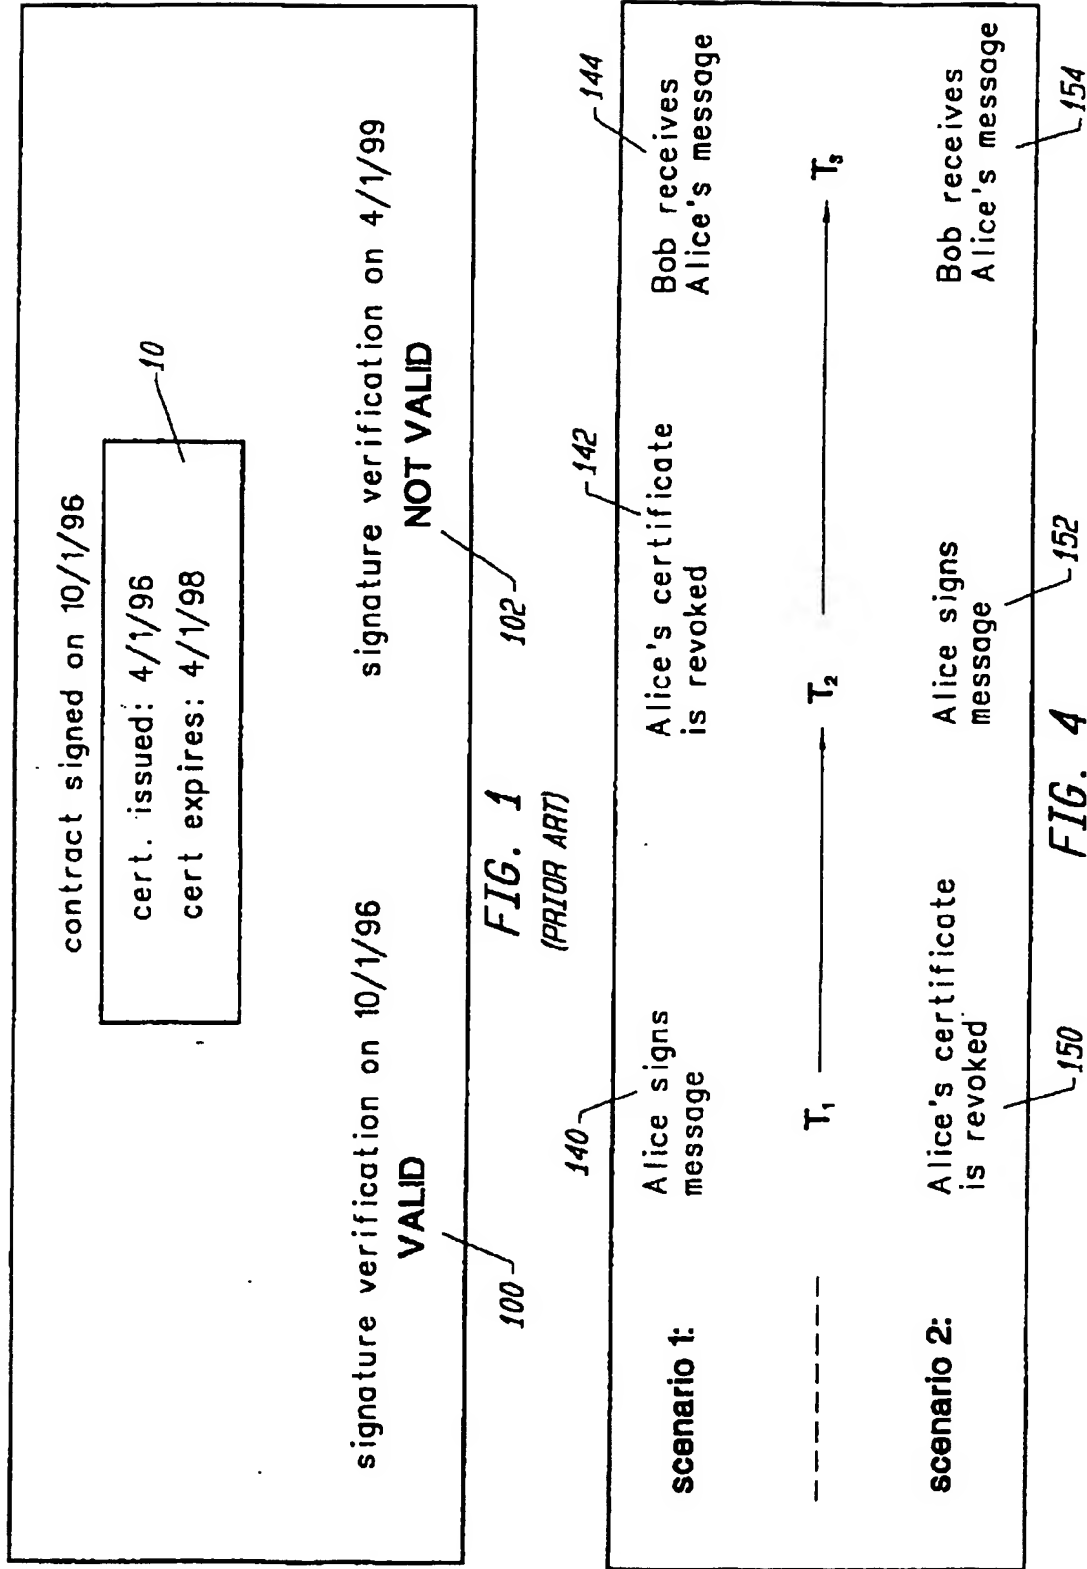 contract signed on 10/1/96
cert. issued: 4/1/96
cert expires: 4/1/98
10
signature verification on 10/1/96
VALID
100
signature verification on 4/1/99
NOT VALID
102
FIG. 1
(PRIOR ART)
scenario 1:
140
Alice signs
message
142
Alice's certificate
is revoked
144
Bob receives
Alice's message
T1
T2
T3
scenario 2:
Alice's certificate
is revoked
150
Alice signs
message
152
Bob receives
Alice's message
154
FIG. 4